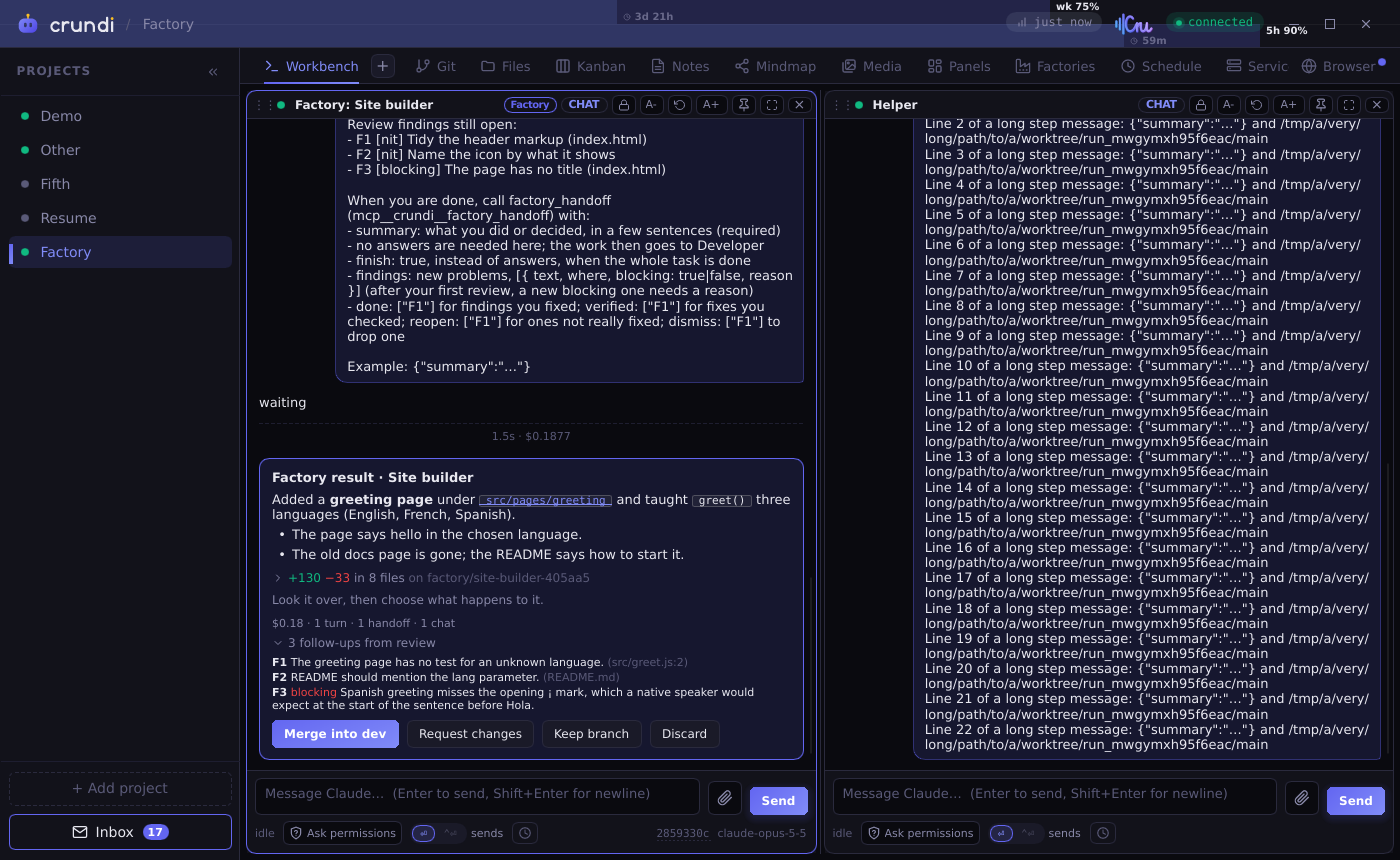 crundi / Factory
3d 21h
wk 75%
just now
Cru
connected
5h 90%
59m
PROJECTS
Demo
Other
Fifth
Resume
Factory
+ Add project
Inbox 17
Workbench
Git
Files
Kanban
Notes
Mindmap
Media
Panels
Factories
Schedule
Servic
Browser
Factory: Site builder
Factory CHAT A- A+
Review findings still open:
- F1 [nit] Tidy the header markup (index.html)
- F2 [nit] Name the icon by what it shows
- F3 [blocking] The page has no title (index.html)
When you are done, call factory_handoff
(mcp__crundi__factory_handoff) with:
- summary: what you did or decided, in a few sentences (required)
- no answers are needed here; the work then goes to Developer
- finish: true, instead of answers, when the whole task is done
- findings: new problems, [{ text, where, blocking: true|false, reason
}] (after your first review, a new blocking one needs a reason)
- done: ["F1"] for findings you fixed; verified: ["F1"] for fixes you
checked; reopen: ["F1"] for ones not really fixed; dismiss: ["F1"] to
drop one
Example: {"summary":"…"}
waiting
1.5s · $0.1877
Factory result · Site builder
Added a greeting page under src/pages/greeting and taught greet() three
languages (English, French, Spanish).
• The page says hello in the chosen language.
• The old docs page is gone; the README says how to start it.
+130 −33 in 8 files on factory/site-builder-405aa5
Look it over, then choose what happens to it.
$0.18 · 1 turn · 1 handoff · 1 chat
3 follow-ups from review
F1 The greeting page has no test for an unknown language. (src/greet.js:2)
F2 README should mention the lang parameter. (README.md)
F3 blocking Spanish greeting misses the opening ¡ mark, which a native speaker would
expect at the start of the sentence before Hola.
Merge into dev
Request changes
Keep branch
Discard
Message Claude… (Enter to send, Shift+Enter for newline)
Send
idle
Ask permissions
sends
2859330c claude-opus-5-5
Helper
CHAT A- A+
Line 2 of a long step message: {"summary":"…"} and /tmp/a/very/
long/path/to/a/worktree/run_mwgymxh95f6eac/main
Line 3 of a long step message: {"summary":"…"} and /tmp/a/very/
long/path/to/a/worktree/run_mwgymxh95f6eac/main
Line 4 of a long step message: {"summary":"…"} and /tmp/a/very/
long/path/to/a/worktree/run_mwgymxh95f6eac/main
Line 5 of a long step message: {"summary":"…"} and /tmp/a/very/
long/path/to/a/worktree/run_mwgymxh95f6eac/main
Line 6 of a long step message: {"summary":"…"} and /tmp/a/very/
long/path/to/a/worktree/run_mwgymxh95f6eac/main
Line 7 of a long step message: {"summary":"…"} and /tmp/a/very/
long/path/to/a/worktree/run_mwgymxh95f6eac/main
Line 8 of a long step message: {"summary":"…"} and /tmp/a/very/
long/path/to/a/worktree/run_mwgymxh95f6eac/main
Line 9 of a long step message: {"summary":"…"} and /tmp/a/very/
long/path/to/a/worktree/run_mwgymxh95f6eac/main
Line 10 of a long step message: {"summary":"…"} and /tmp/a/very/
long/path/to/a/worktree/run_mwgymxh95f6eac/main
Line 11 of a long step message: {"summary":"…"} and /tmp/a/very/
long/path/to/a/worktree/run_mwgymxh95f6eac/main
Line 12 of a long step message: {"summary":"…"} and /tmp/a/very/
long/path/to/a/worktree/run_mwgymxh95f6eac/main
Line 13 of a long step message: {"summary":"…"} and /tmp/a/very/
long/path/to/a/worktree/run_mwgymxh95f6eac/main
Line 14 of a long step message: {"summary":"…"} and /tmp/a/very/
long/path/to/a/worktree/run_mwgymxh95f6eac/main
Line 15 of a long step message: {"summary":"…"} and /tmp/a/very/
long/path/to/a/worktree/run_mwgymxh95f6eac/main
Line 16 of a long step message: {"summary":"…"} and /tmp/a/very/
long/path/to/a/worktree/run_mwgymxh95f6eac/main
Line 17 of a long step message: {"summary":"…"} and /tmp/a/very/
long/path/to/a/worktree/run_mwgymxh95f6eac/main
Line 18 of a long step message: {"summary":"…"} and /tmp/a/very/
long/path/to/a/worktree/run_mwgymxh95f6eac/main
Line 19 of a long step message: {"summary":"…"} and /tmp/a/very/
long/path/to/a/worktree/run_mwgymxh95f6eac/main
Line 20 of a long step message: {"summary":"…"} and /tmp/a/very/
long/path/to/a/worktree/run_mwgymxh95f6eac/main
Line 21 of a long step message: {"summary":"…"} and /tmp/a/very/
long/path/to/a/worktree/run_mwgymxh95f6eac/main
Line 22 of a long step message: {"summary":"…"} and /tmp/a/very/
long/path/to/a/worktree/run_mwgymxh95f6eac/main
Message Claude… (Enter to send, Shift+Enter for newline)
Send
idle
Ask permissions
sends
claude-opus-5-5